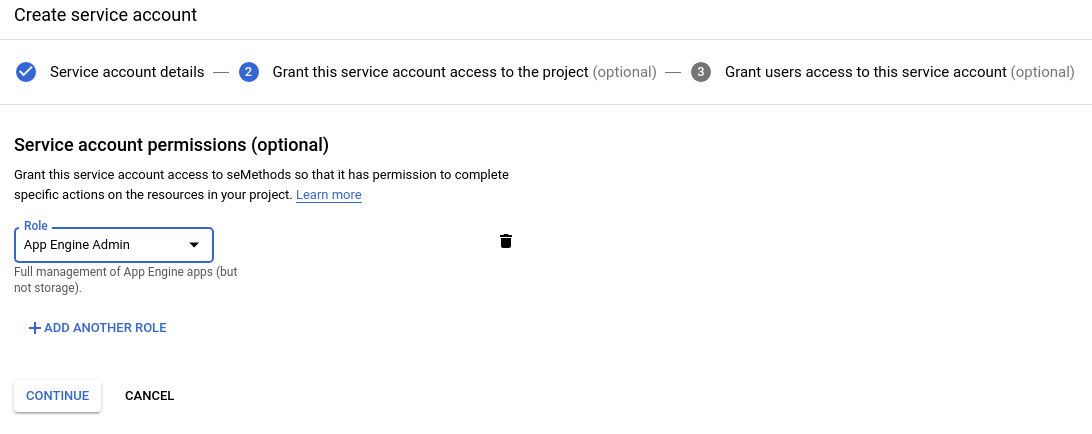 Create service account
Service account details — 2 Grant this service account access to the project (optional) — 3 Grant users access to this service account (optional)
Service account permissions (optional)
Grant this service account access to seMethods so that it has permission to complete
specific actions on the resources in your project. Learn more
Role
App Engine Admin
Full management of App Engine apps (but
not storage).
+ ADD ANOTHER ROLE
CONTINUE CANCEL